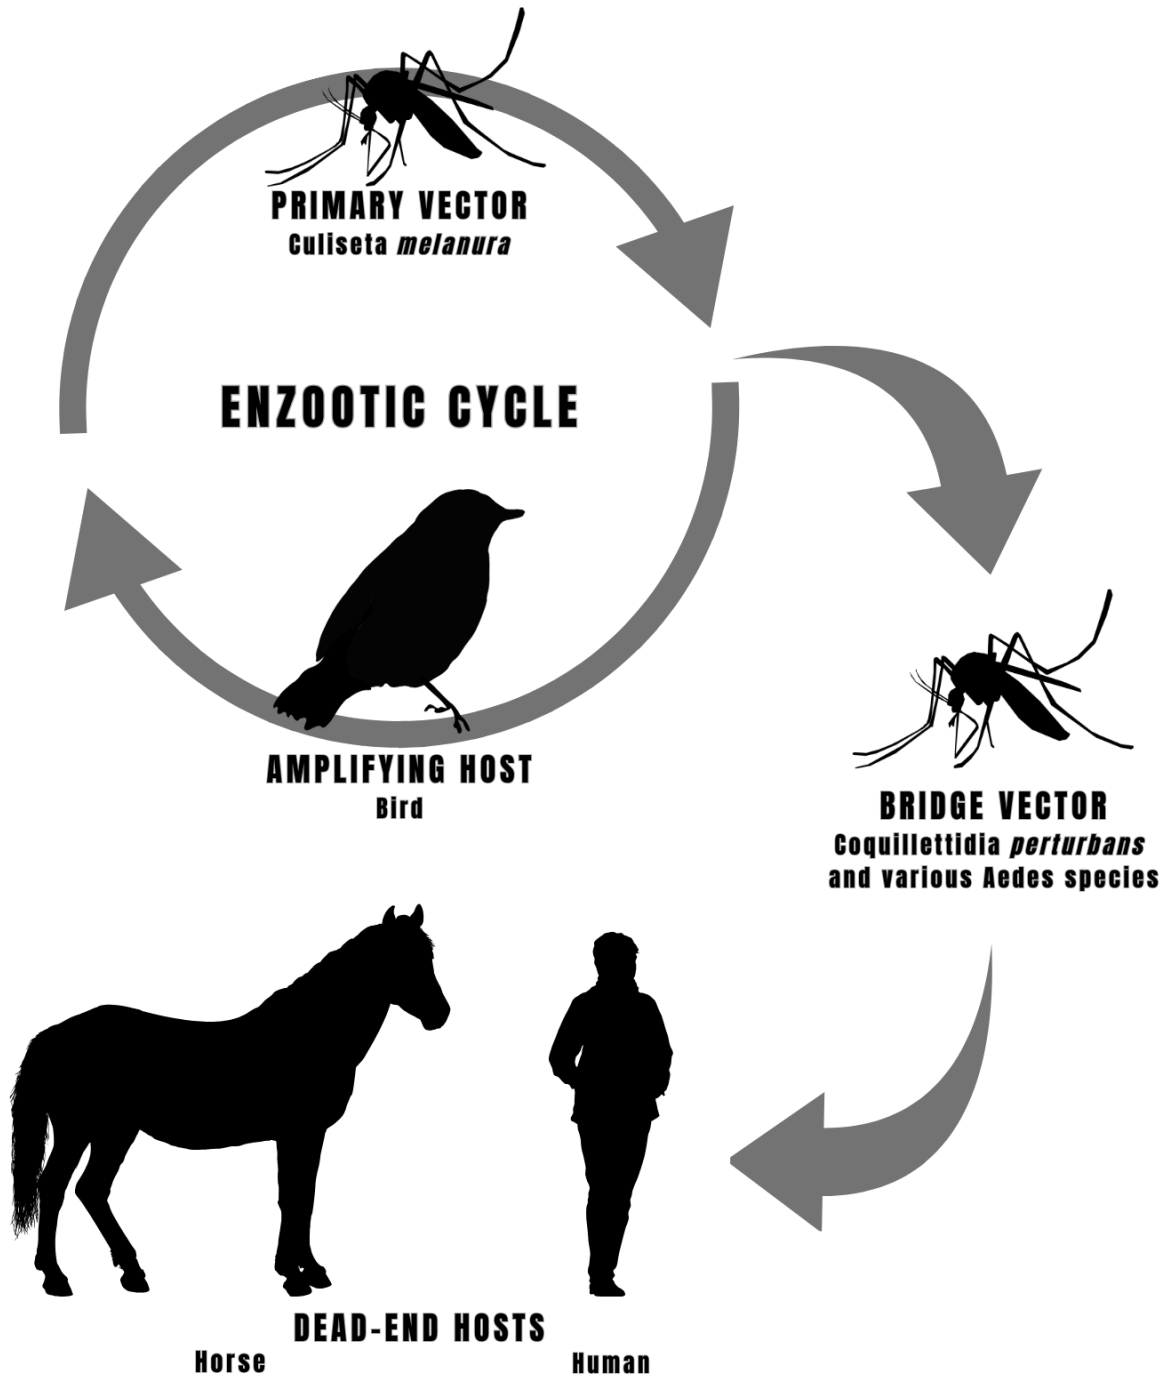 PRIMARY VECTOR
Culiseta melanura
ENZOOTIC CYCLE
AMPLIFYING HOST
Bird
BRIDGE VECTOR
Coquillettidia perturbans
and various Aedes species
DEAD-END HOSTS
Horse
Human